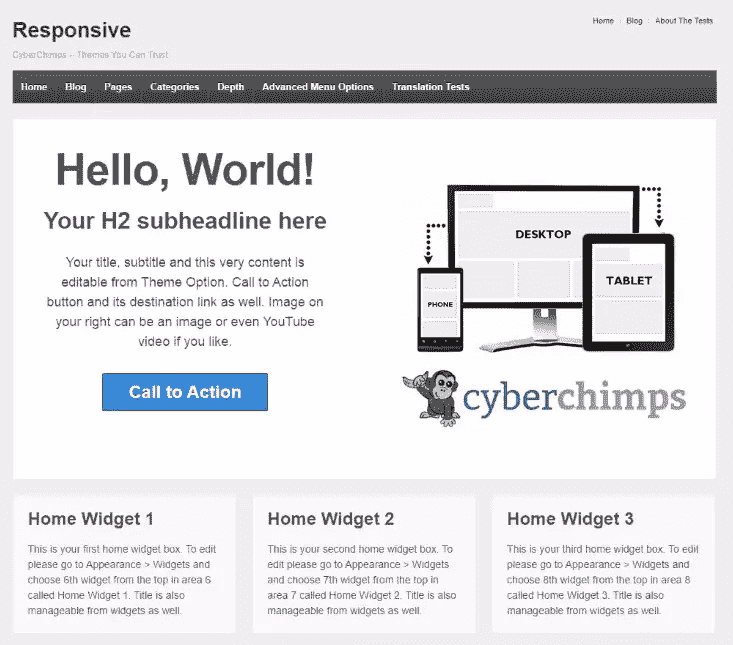 Responsive
Home Blog About The Tests
CyberChimps - Themes You Can Trust
Home Blog Pages Categories Depth Advanced Menu Options Translation Tests
Hello, World!
Your H2 subheadline here
Your title, subtitle and this very content is
editable from Theme Option. Call to Action
button and its destination link as well. Image on
your right can be an image or even YouTube
video if you like.
Call to Action
DESKTOP
TABLET
PHONE
cyberchimps
Home Widget 1
This is your first home widget box. To edit
please go to Appearance > Widgets and
choose 6th widget from the top in area 6
called Home Widget 1. Title is also
manageable from widgets as well.
Home Widget 2
This is your second home widget box. To
edit please go to Appearance > Widgets
and choose 7th widget from the top in
area 7 called Home Widget 2. Title is also
manageable from widgets as well.
Home Widget 3
This is your third home widget box. To edit
please go to Appearance > Widgets and
choose 8th widget from the top in area 8
called Home Widget 3. Title is also
manageable from widgets as well.